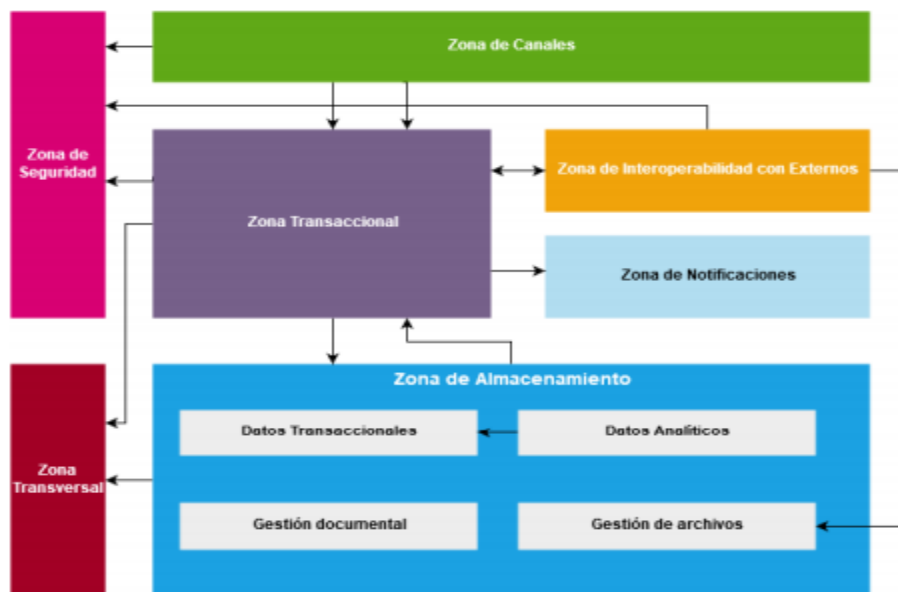 Zona de Canales
Zona de
Seguridad
Zona Transaccional
Zona de Interoperabilidad con Externos
Zona de Notificaciones
Zona de Almacenamiento
Datos Transaccionales
Datos Analíticos
Zona
Transversal
Gestión documental
Gestión de archivos